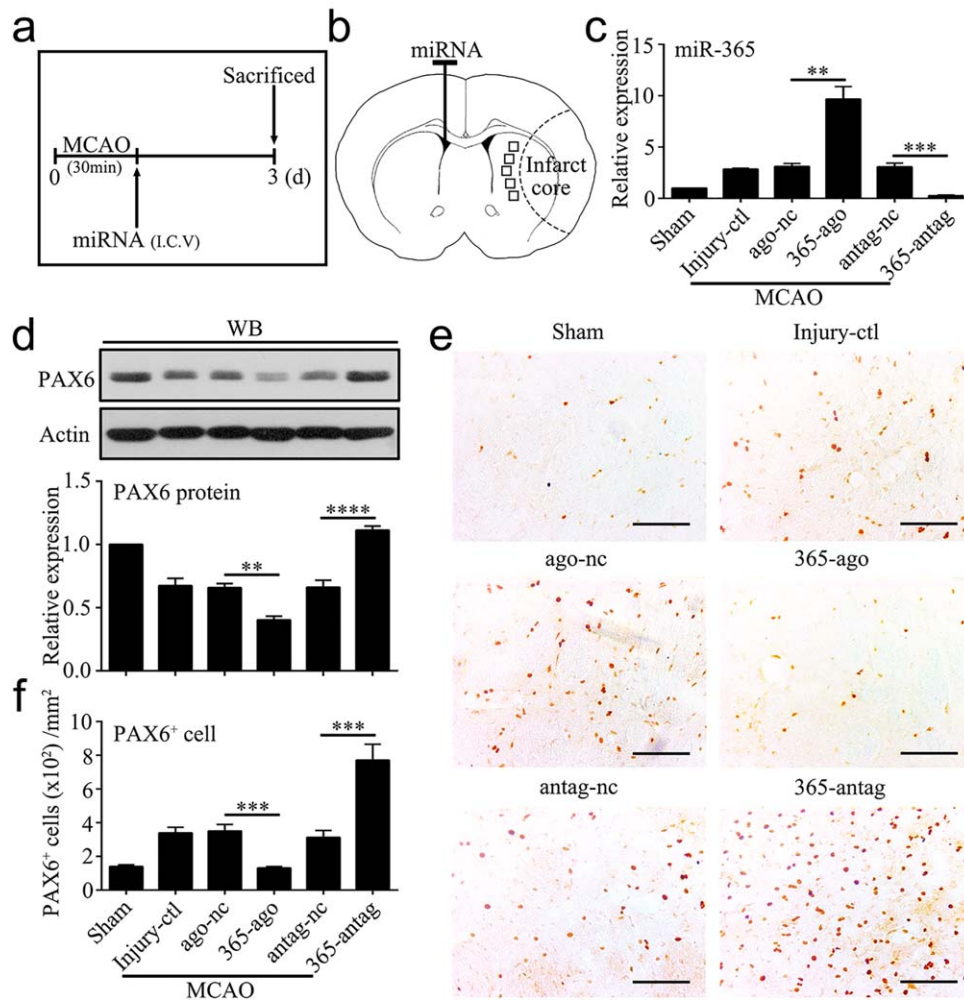 a
Sacrificed
MCAO
(30min)
0
3 (d)
miRNA (I.C.V)
b
miRNA
Infarct
core
c
miR-365
Relative expression
15
10
5
0
**
***
Sham
Injury-ctl
ago-nc
365-ago
antag-nc
365-antag
MCAO
d
WB
PAX6
Actin
PAX6 protein
Relative expression
1.0
0.5
0.0
**
****
f
PAX6⁺ cell
PAX6⁺ cells (x10²) /mm²
10
8
6
4
2
0
***
***
Sham
Injury-ctl
ago-nc
365-ago
antag-nc
365-antag
MCAO
e
Sham
Injury-ctl
ago-nc
365-ago
antag-nc
365-antag